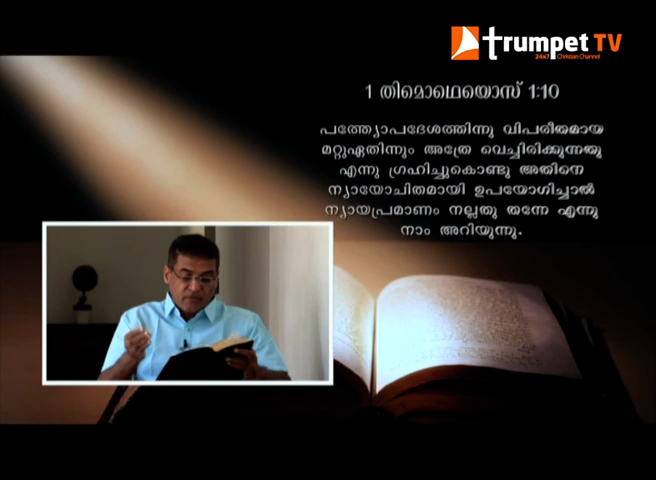 trumpet TV
24x7 Christian Channel
1 തിമൊഥെയൊസ് 1:10
പത്ഥ്യോപദേശത്തിന്നു വിപരീതമായ
മറ്റുഏതിന്നും അത്രേ വെച്ചിരിക്കുന്നതു
എന്നു ഗ്രഹിച്ചുകൊണ്ടു അതിനെ
ന്യായോചിതമായി ഉപയോഗിച്ചാൽ
ന്യായപ്രമാണം നല്ലതു തന്നേ എന്നു
നാം അറിയുന്നു.